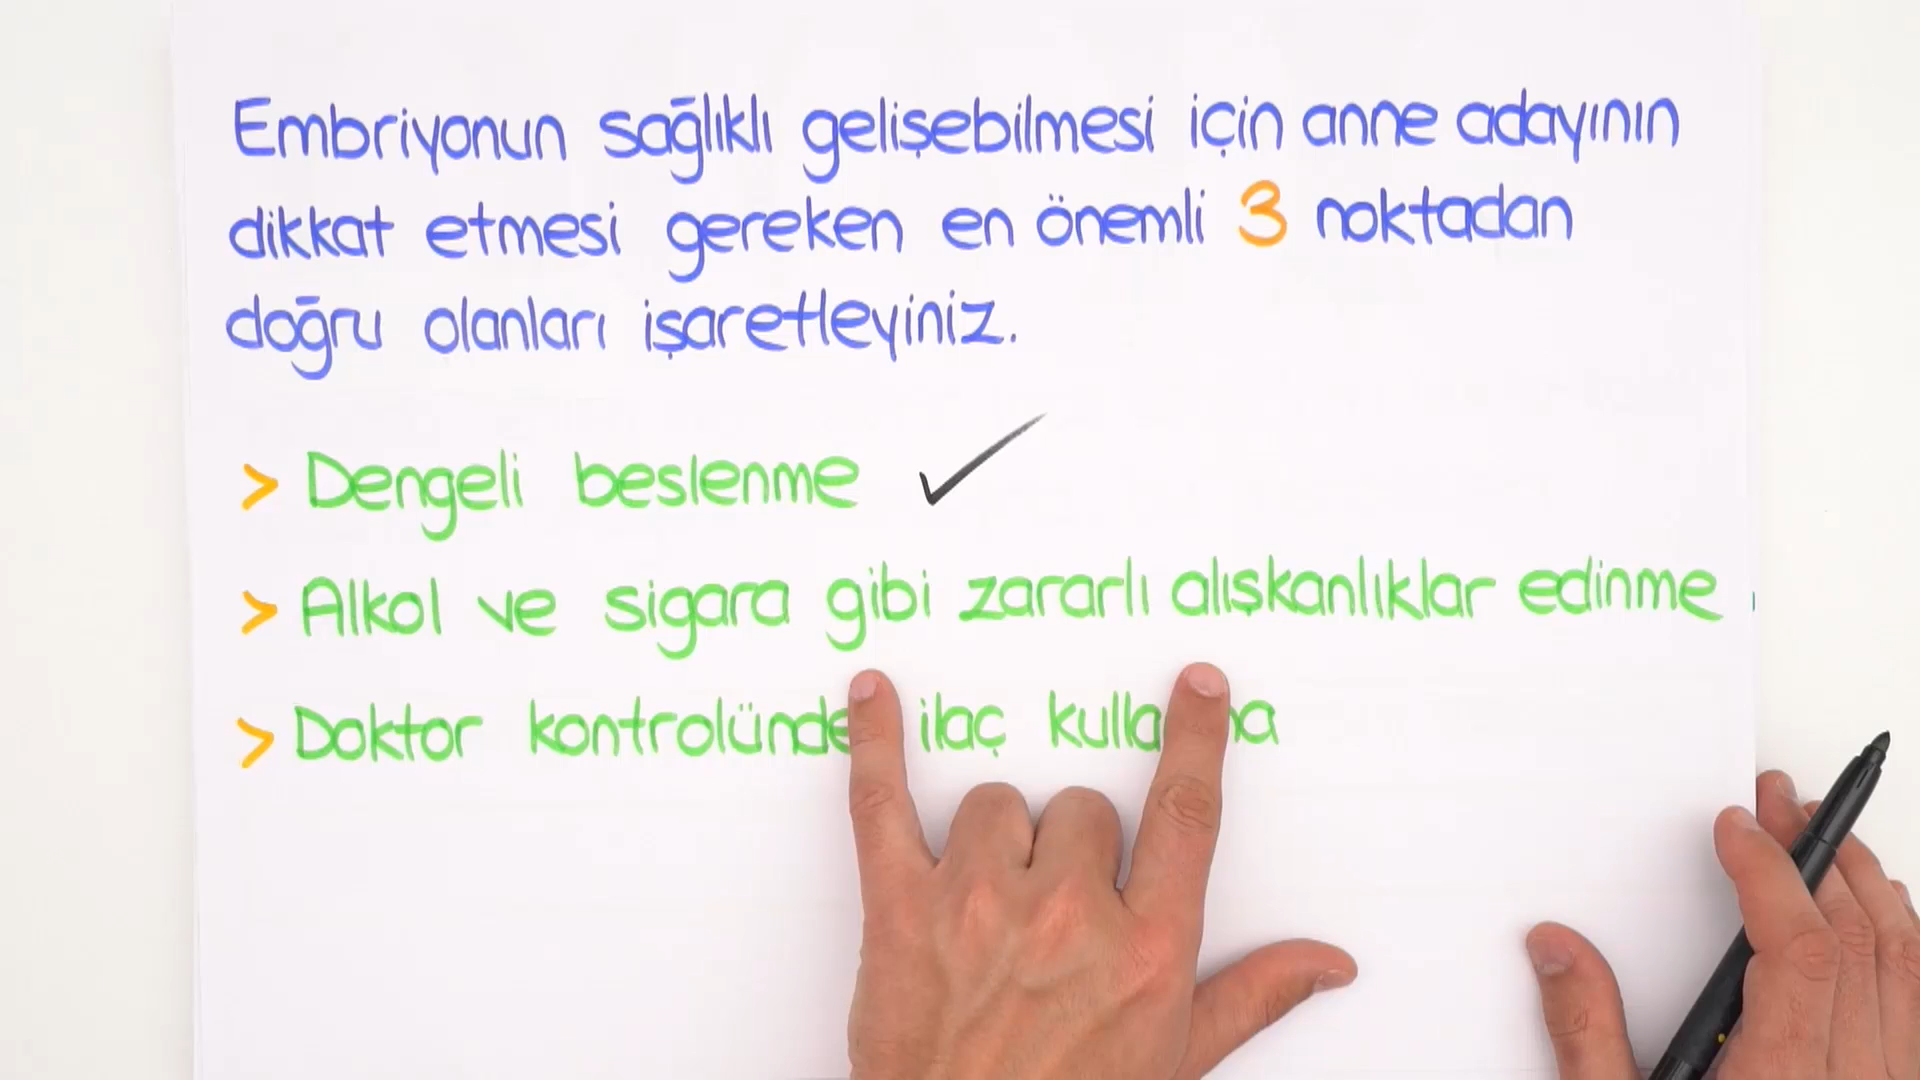 Embriyonun sağlıklı gelişebilmesi için anne adayının
dikkat etmesi gereken en önemli 3 noktadan
doğru olanları işaretleyiniz.
> Dengeli beslenme ✓
> Alkol ve sigara gibi zararlı alışkanlıklar edinme
> Doktor kontrolünde ilaç kullanma